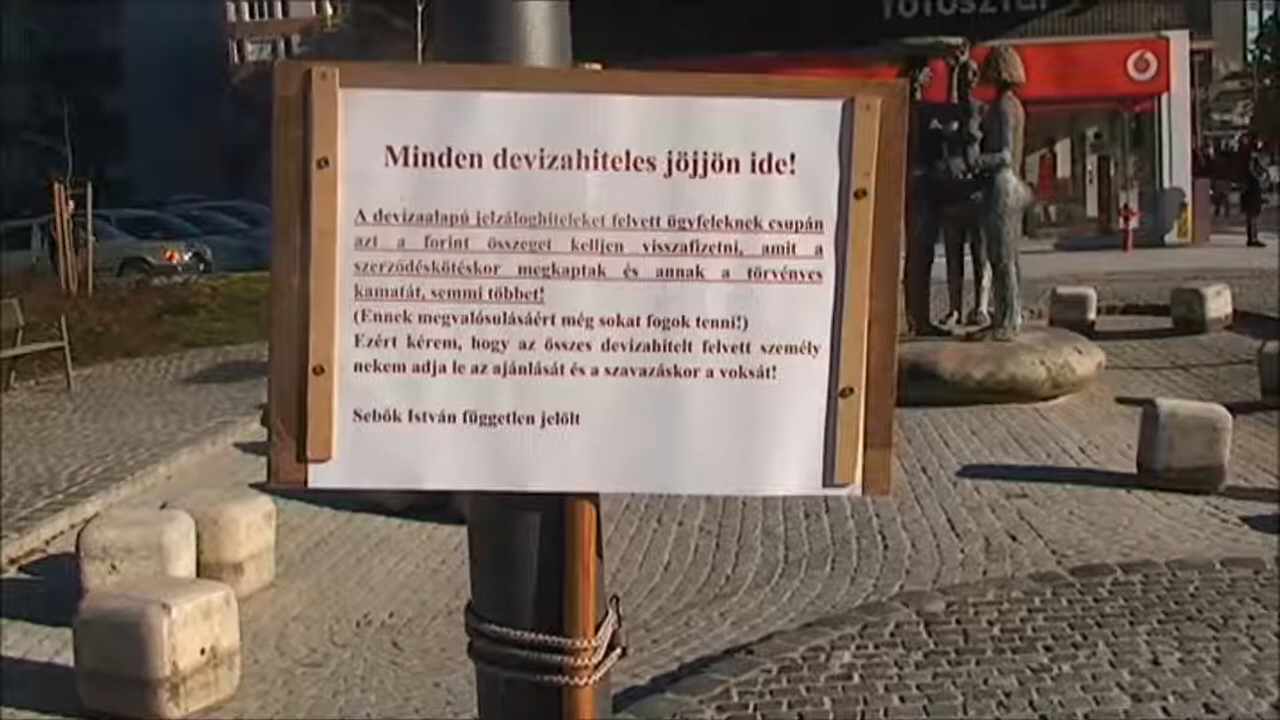 fotosztár
Minden devizahiteles jöjjön ide!
A devizaalapú jelzáloghiteleket felvett ügyfeleknek csupán
azt a forint összeget kelljen visszafizetni, amit a
szerződéskötéskor megkaptak és annak a törvényes
kamatát, semmi többet!
(Ennek megvalósulásáért még sokat fogok tenni!)
Ezért kérem, hogy az összes devizahitelt felvett személy
nekem adja le az ajánlását és a szavazáskor a voksát!
Sebők István független jelölt